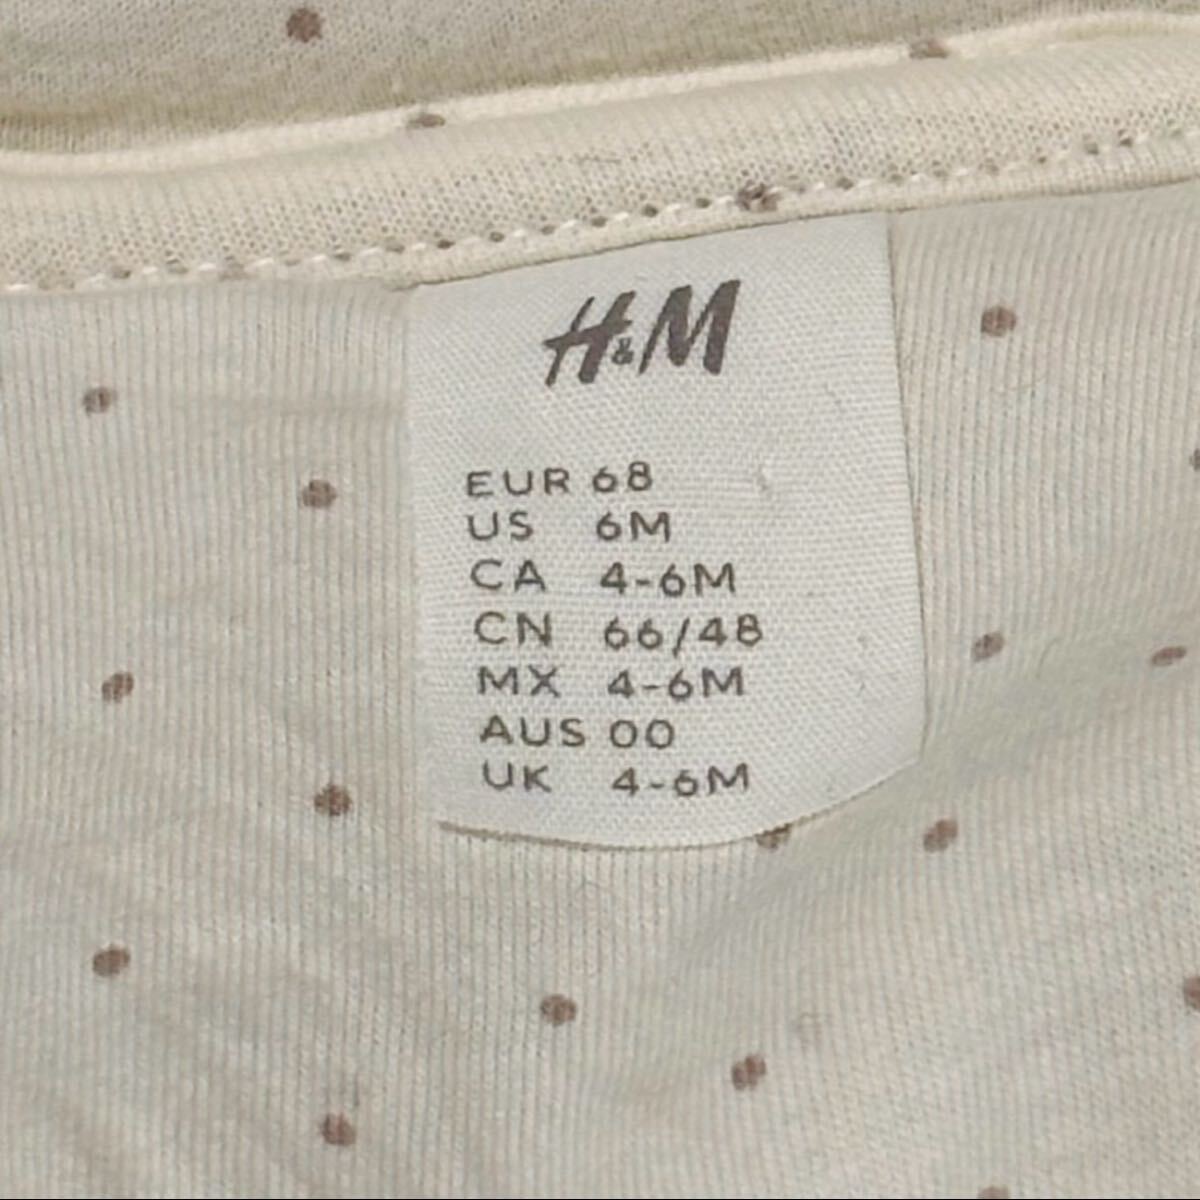 H&M
EUR 68
US 6M
CA 4-6M
CN 66/48
MX 4-6M
AUS 00
UK 4-6M